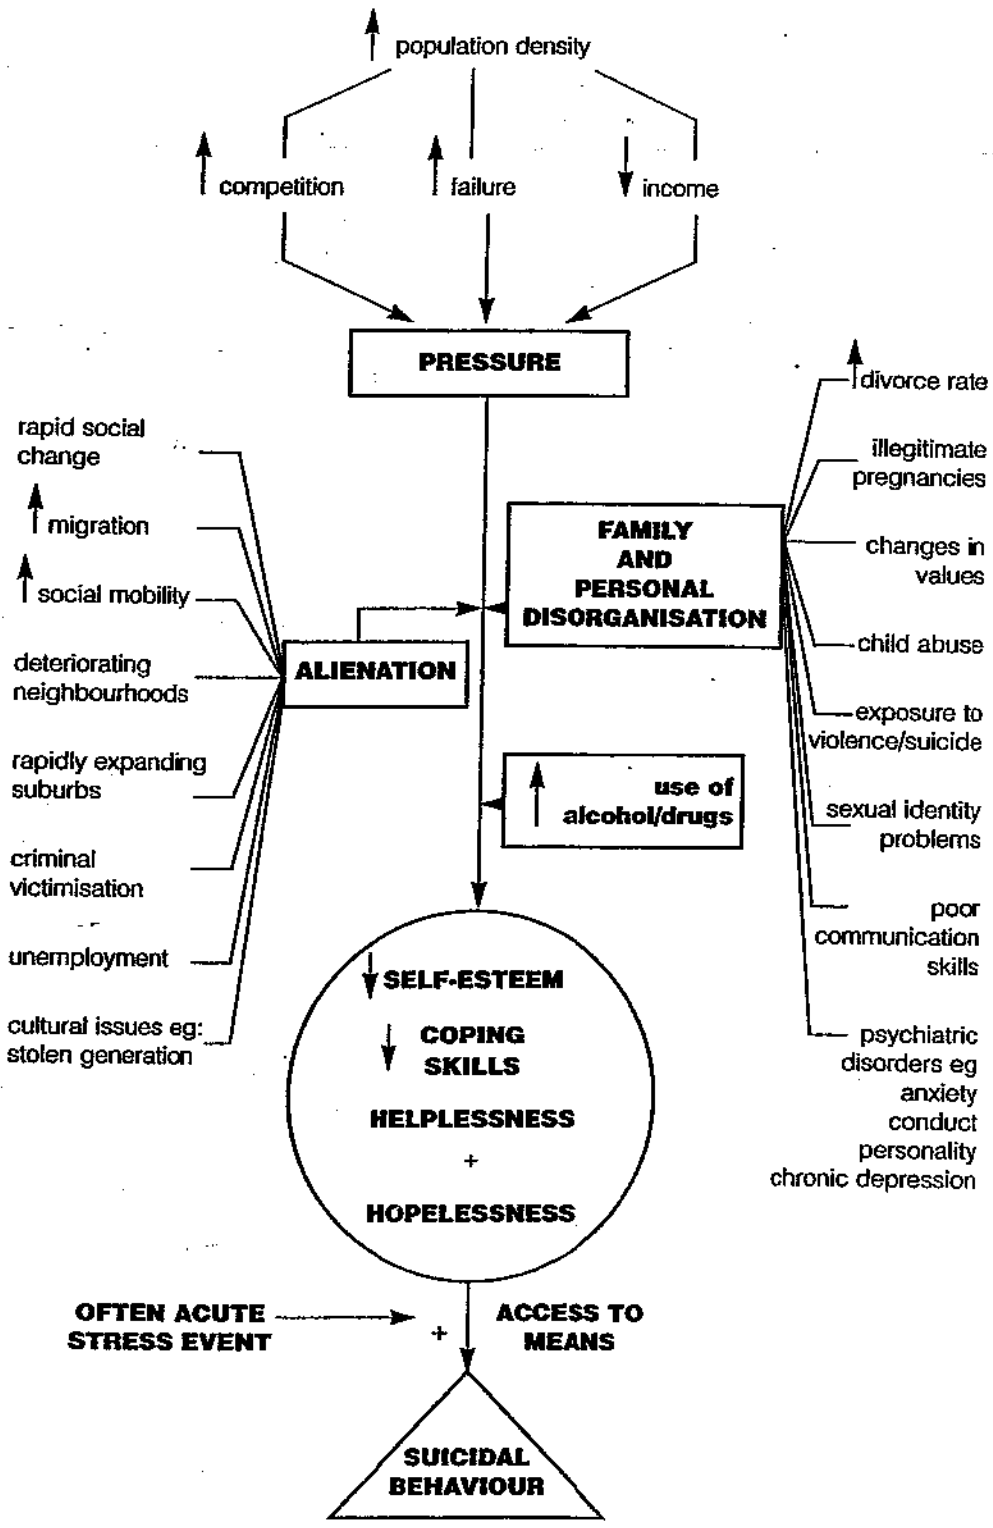 population density
competition
failure
income
PRESSURE
rapid social
change
migration
social mobility
deteriorating
neighbourhoods
rapidly expanding
suburbs
criminal
victimisation
unemployment
cultural issues eg:
stolen generation
ALIENATION
FAMILY
AND
PERSONAL
DISORGANISATION
divorce rate
illegitimate
pregnancies
changes in
values
child abuse
exposure to
violence/suicide
sexual identity
problems
poor
communication
skills
psychiatric
disorders eg
anxiety
conduct
personality
chronic depression
use of
alcohol/drugs
SELF-ESTEEM
COPING
SKILLS
HELPLESSNESS
+
HOPELESSNESS
OFTEN ACUTE
STRESS EVENT
+
ACCESS TO
MEANS
SUICIDAL
BEHAVIOUR